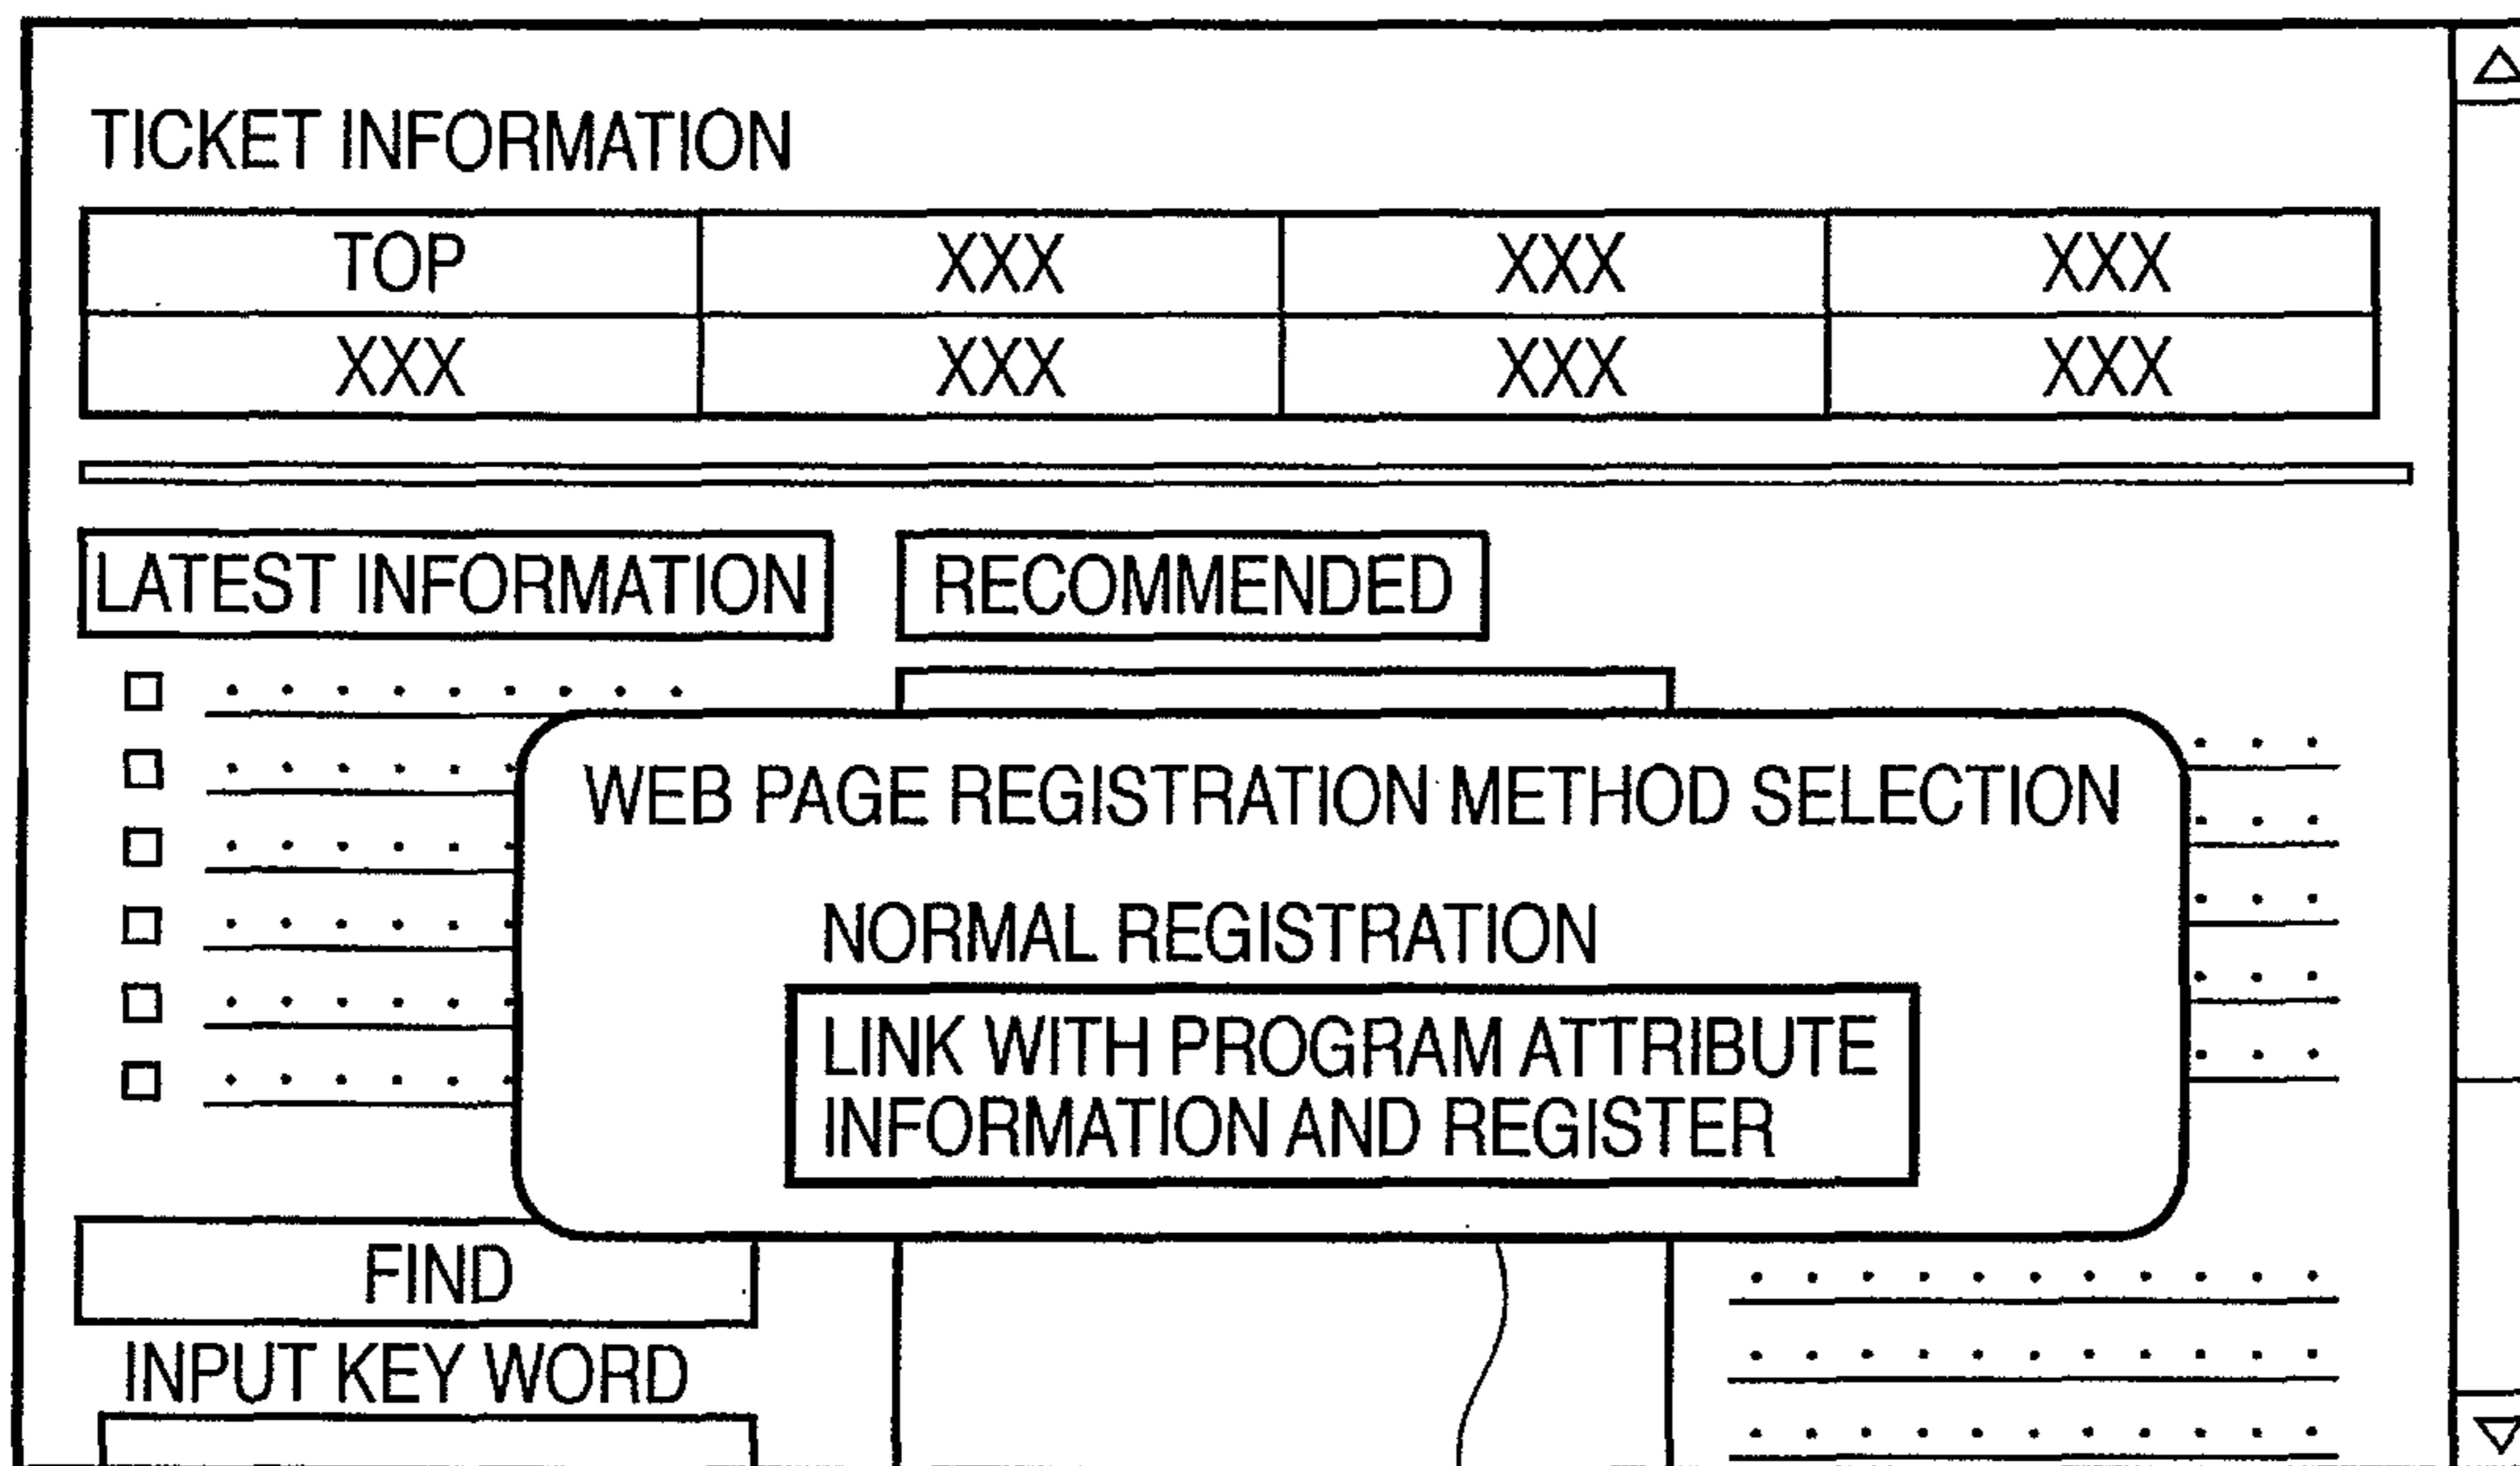 TICKET INFORMATION
TOP XXX XXX XXX
XXX XXX XXX XXX
LATEST INFORMATION RECOMMENDED
WEB PAGE REGISTRATION METHOD SELECTION
NORMAL REGISTRATION
LINK WITH PROGRAM ATTRIBUTE
INFORMATION AND REGISTER
FIND
INPUT KEY WORD